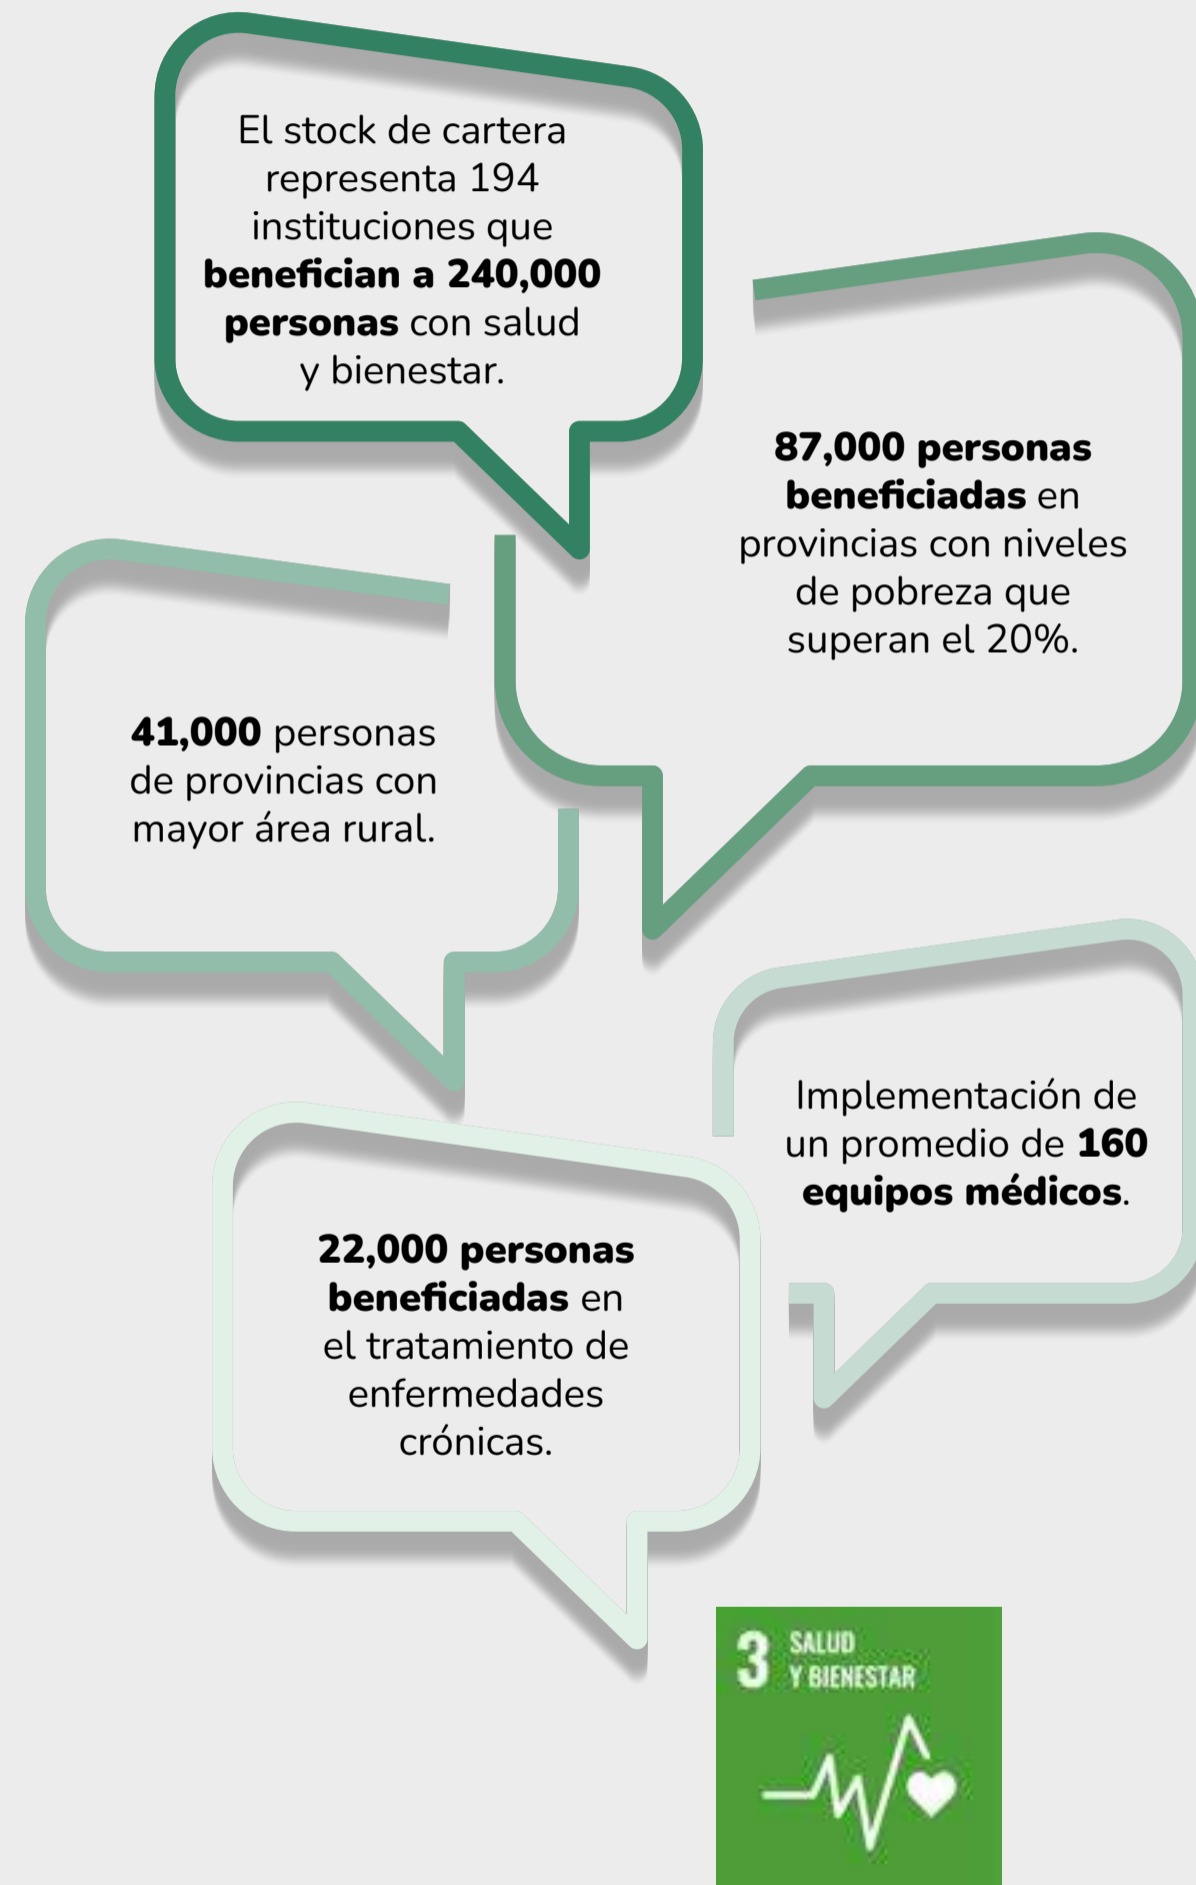 El stock de cartera
representa 194
instituciones que
benefician a 240,000
personas con salud
y bienestar.
87,000 personas
beneficiadas en
provincias con niveles
de pobreza que
superan el 20%.
41,000 personas
de provincias con
mayor área rural.
Implementación de
un promedio de 160
equipos médicos.
22,000 personas
beneficiadas en
el tratamiento de
enfermedades
crónicas.
3 SALUD
Y BIENESTAR